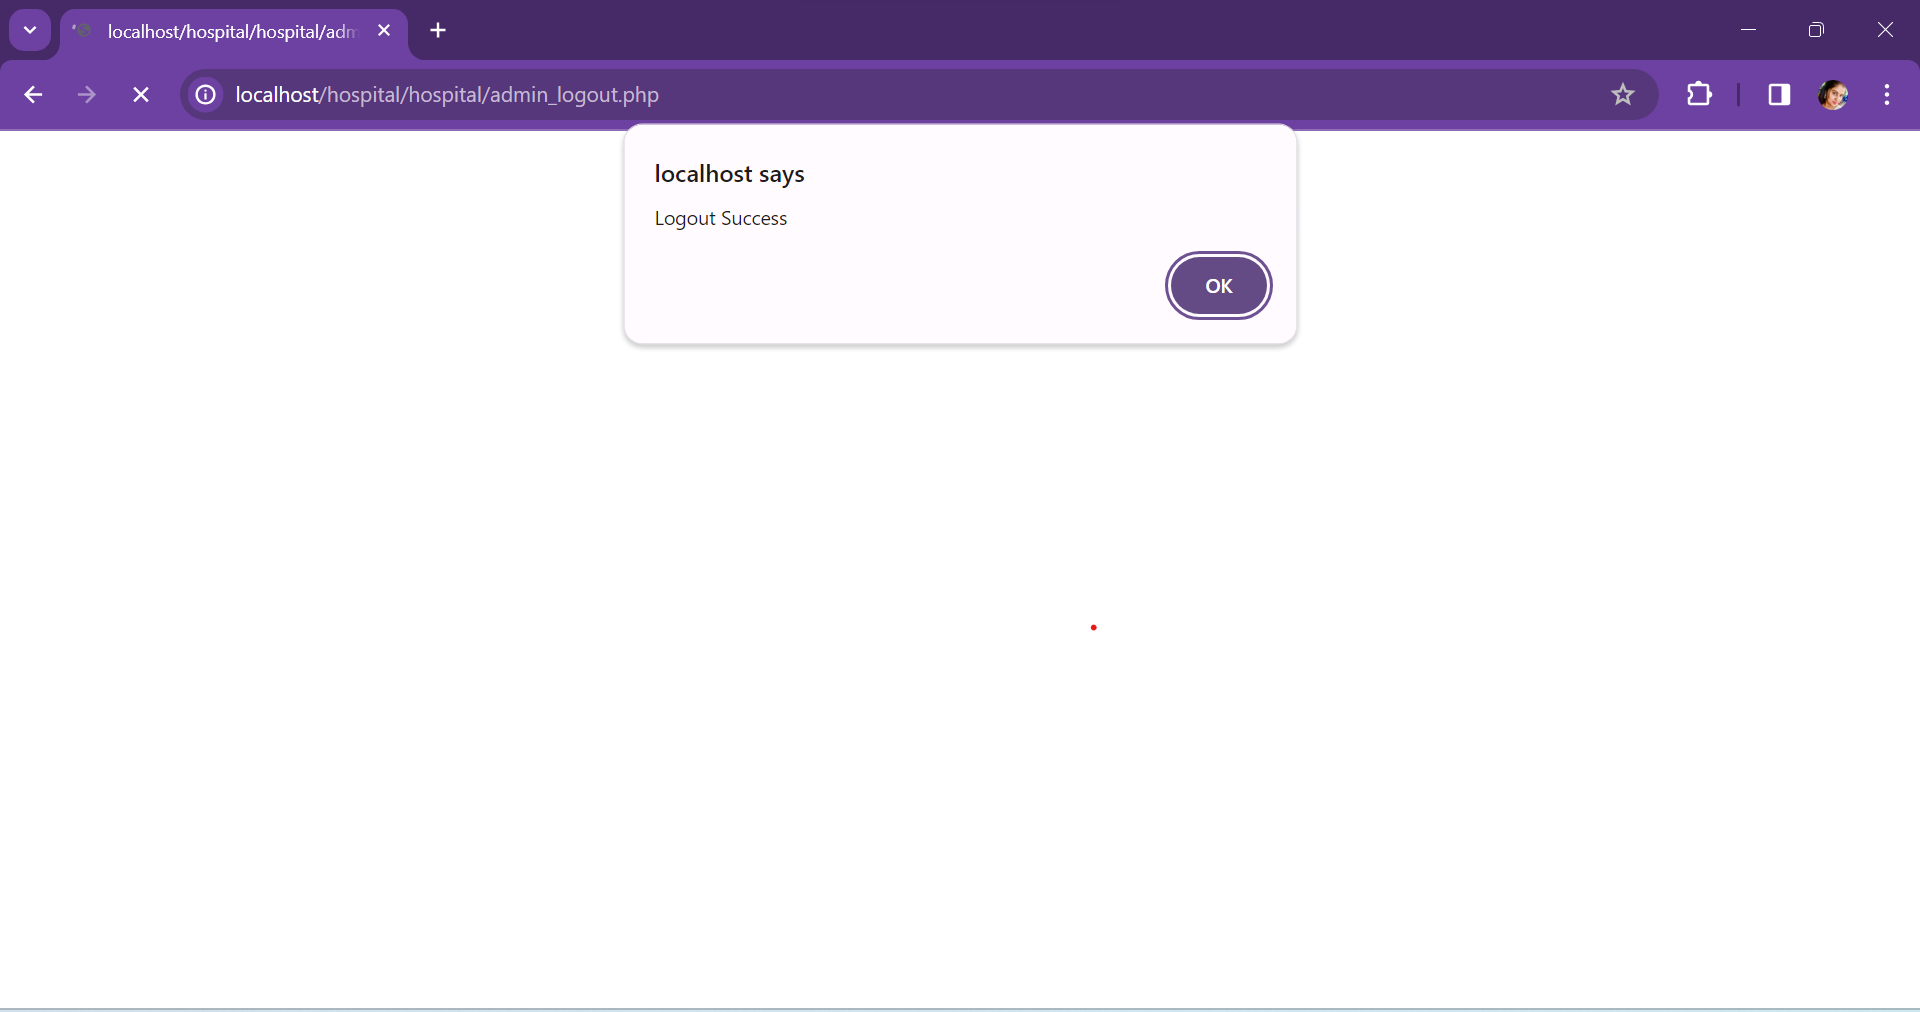 localhost/hospital/hospital/adm
localhost/hospital/hospital/admin_logout.php
localhost says
Logout Success
OK